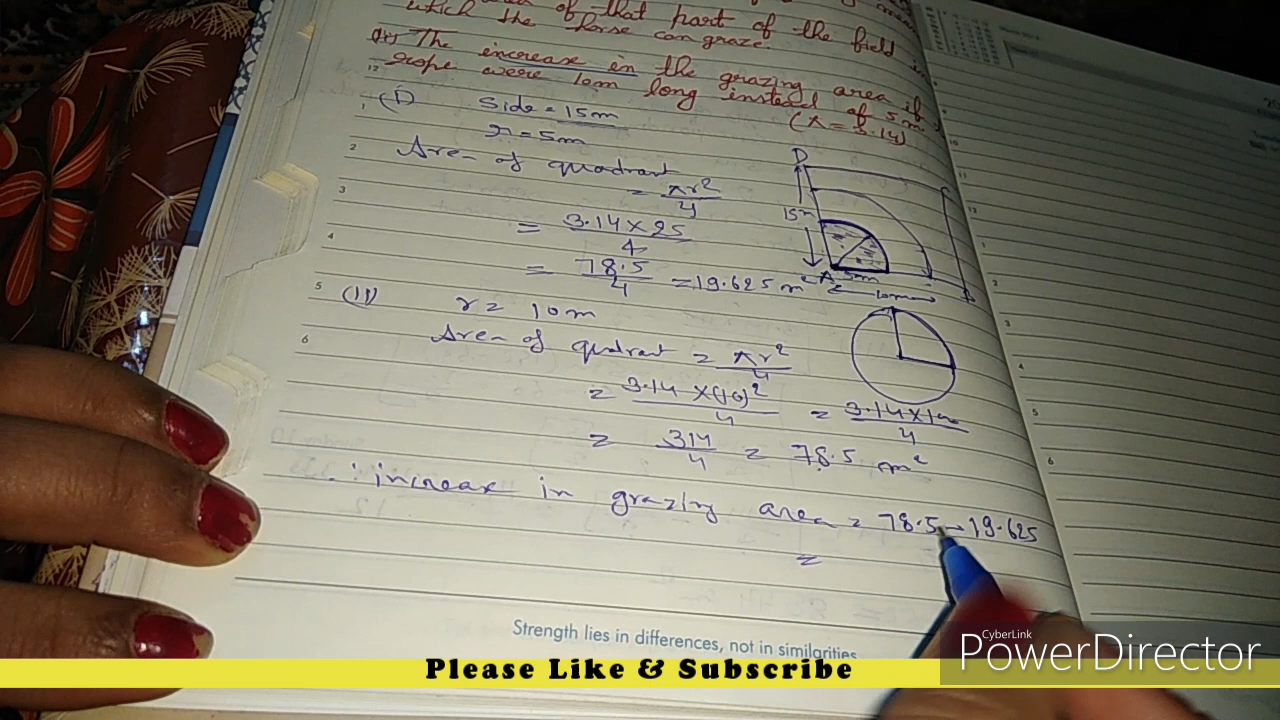 of that part of the field in
which the horse can graze.
(ii) The increase in the grazing area if
rope were 10m long instead of 5m
(π = 3.14)
(I) Side = 15m
r = 5m
Area of quadrant
= πr²/4
= 3.14 × 25/4
= 78.5/4 = 19.625 m²
D
15m
A 5m
10m
(II) r = 10m
Area of qudrant = πr²/4
= 3.14 × (10)²/4 = 3.14 × 100/4
= 314/4 = 78.5 m²
∴ increase in grazing area = 78.5 - 19.625
=
Strength lies in differences, not in similarities
Please Like & Subscribe
CyberLink
PowerDirector